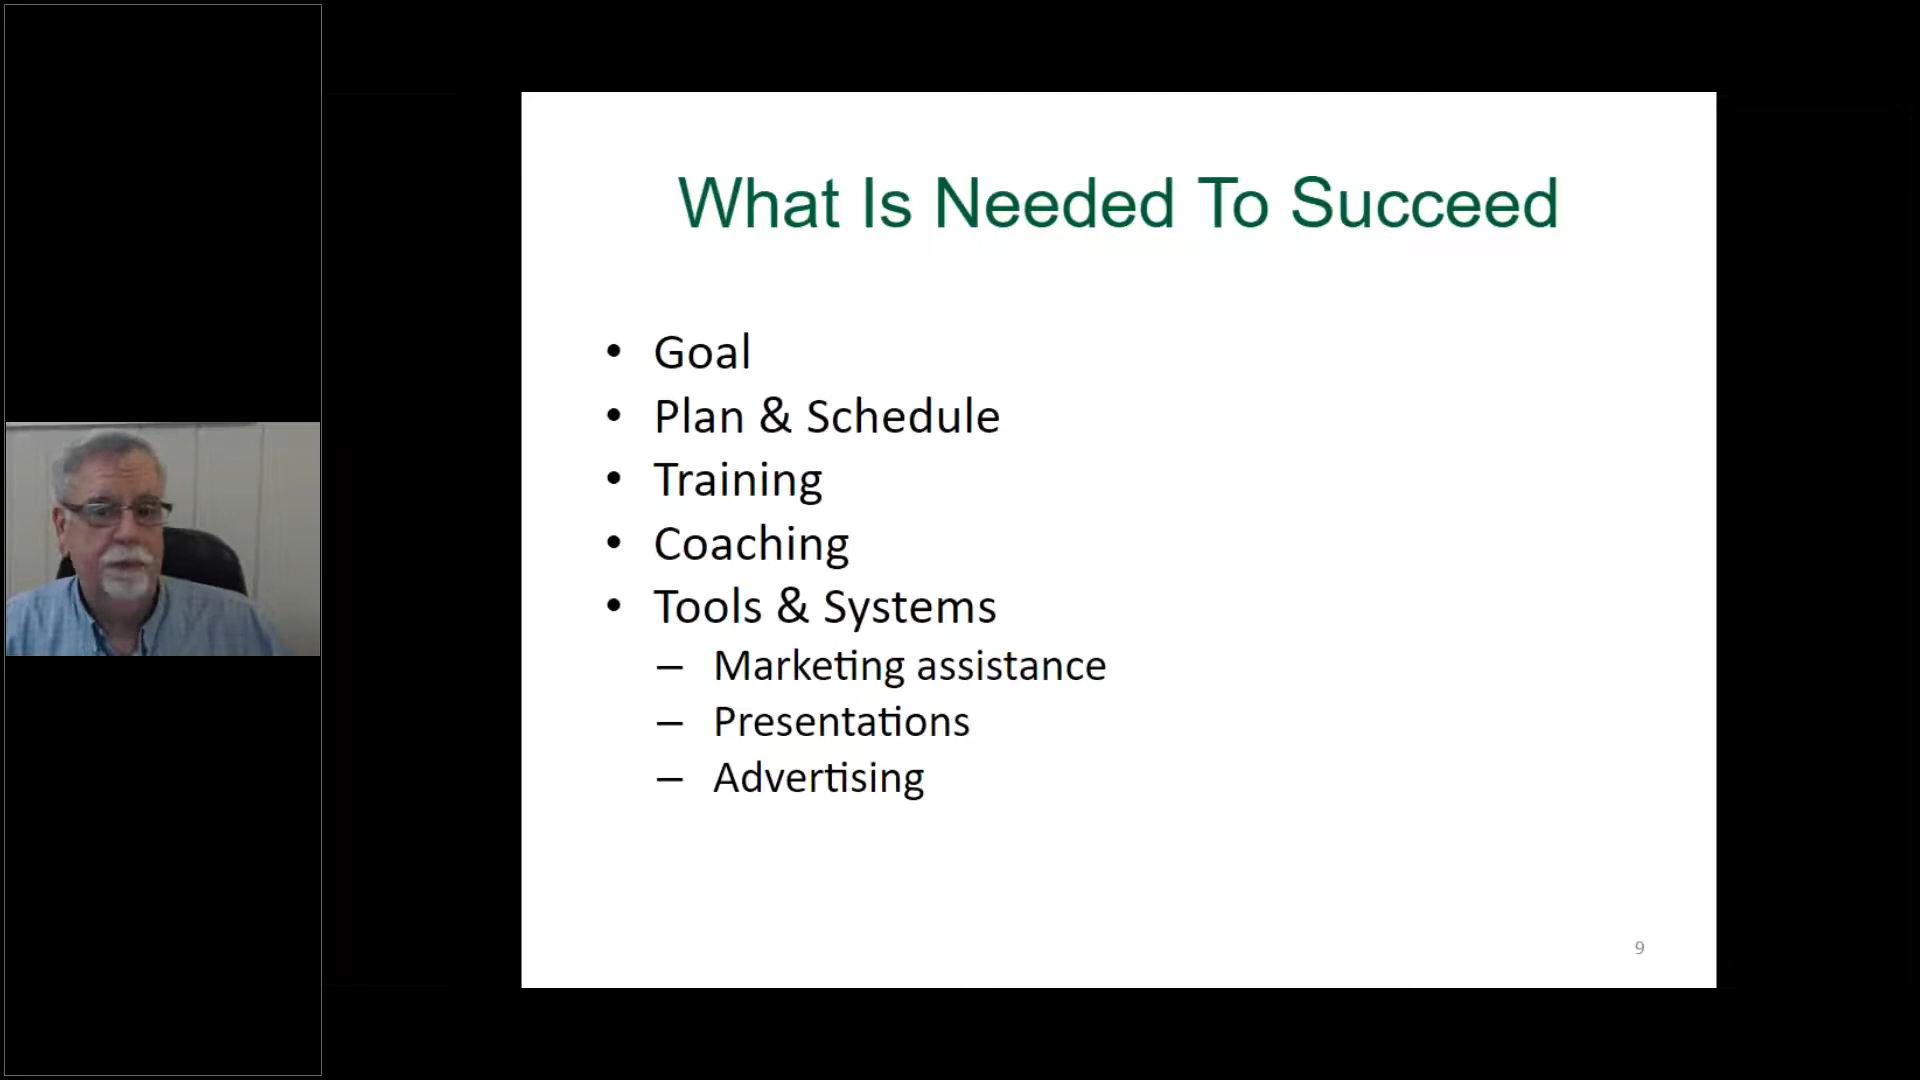 What Is Needed To Succeed
• Goal
• Plan & Schedule
• Training
• Coaching
• Tools & Systems
– Marketing assistance
– Presentations
– Advertising
9